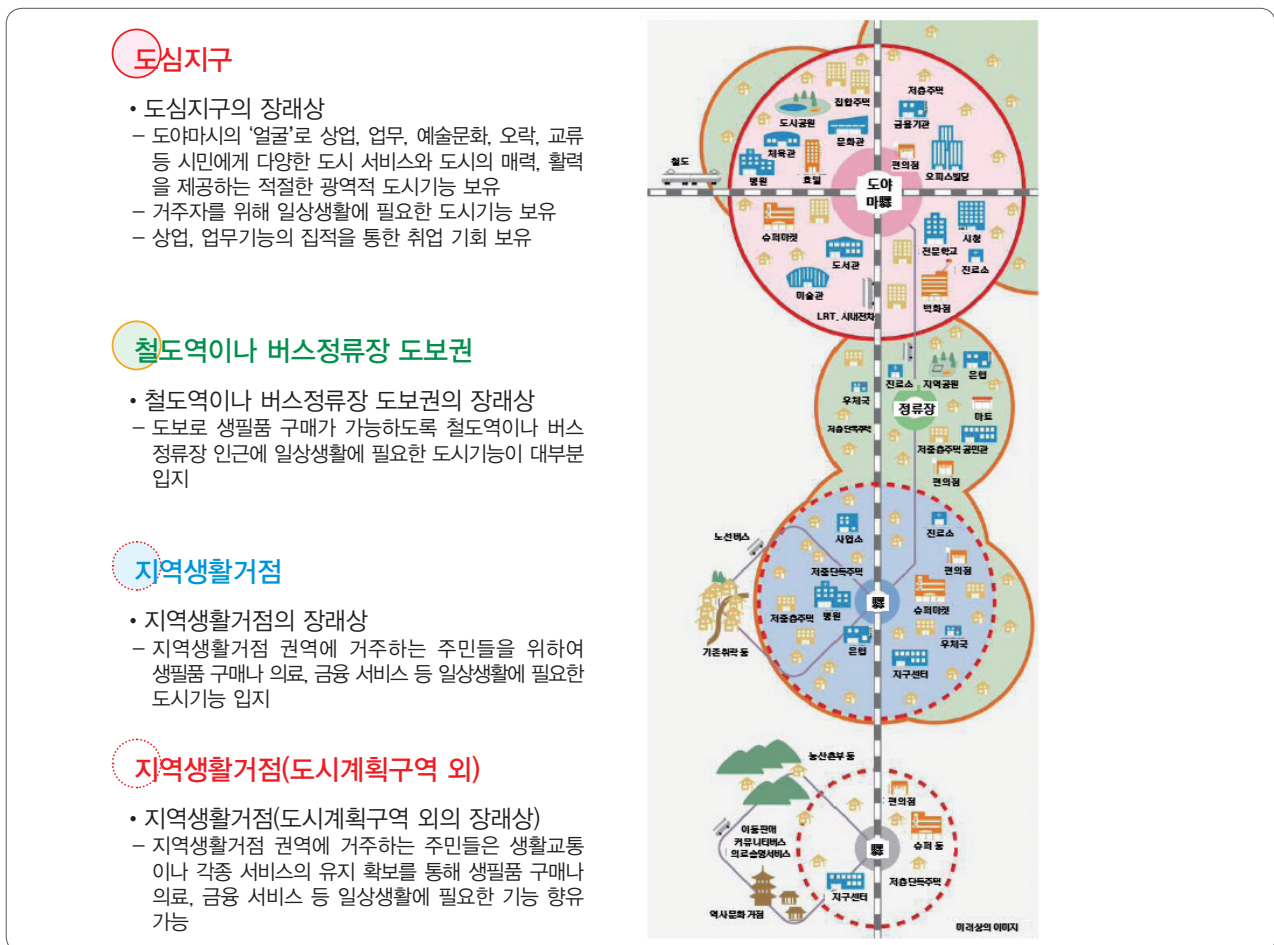 도심지구
• 도심지구의 장래상
– 도야마시의 ‘얼굴’로 상업, 업무, 예술문화, 오락, 교류
등 시민에게 다양한 도시 서비스와 도시의 매력, 활력
을 제공하는 적절한 광역적 도시기능 보유
– 거주자를 위해 일상생활에 필요한 도시기능 보유
– 상업, 업무기능의 집적을 통한 취업 기회 보유
철도역이나 버스정류장 도보권
• 철도역이나 버스정류장 도보권의 장래상
– 도보로 생필품 구매가 가능하도록 철도역이나 버스
정류장 인근에 일상생활에 필요한 도시기능이 대부분
입지
지역생활거점
• 지역생활거점의 장래상
– 지역생활거점 권역에 거주하는 주민들을 위하여
생필품 구매나 의료, 금융 서비스 등 일상생활에 필요한
도시기능 입지
지역생활거점(도시계획구역 외)
• 지역생활거점(도시계획구역 외의 장래상)
– 지역생활거점 권역에 거주하는 주민들은 생활교통
이나 각종 서비스의 유지 확보를 통해 생필품 구매나
의료, 금융 서비스 등 일상생활에 필요한 기능 향유
가능
집합주택
저층주택
도시공원
금융기관
문화관
체육관
편의점
철도
병원
호텔
오피스빌딩
도야
마驛
슈퍼마켓
시청
전문학교
도서관
진료소
미술관
백화점
LRT, 시내전차
진료소
지역공원
은행
우체국
정류장
마트
저층단독주택
저중층주택
공민관
편의점
노선버스
사업소
진료소
저중단독주택
편의점
驛
슈퍼마켓
저중층주택
병원
우체국
기존취락 등
은행
지구센터
농산촌부 등
편의점
이동판매
커뮤니티버스
驛
슈퍼 등
저층단독주택
지구센터
역사문화 거점
미래상의 이미지